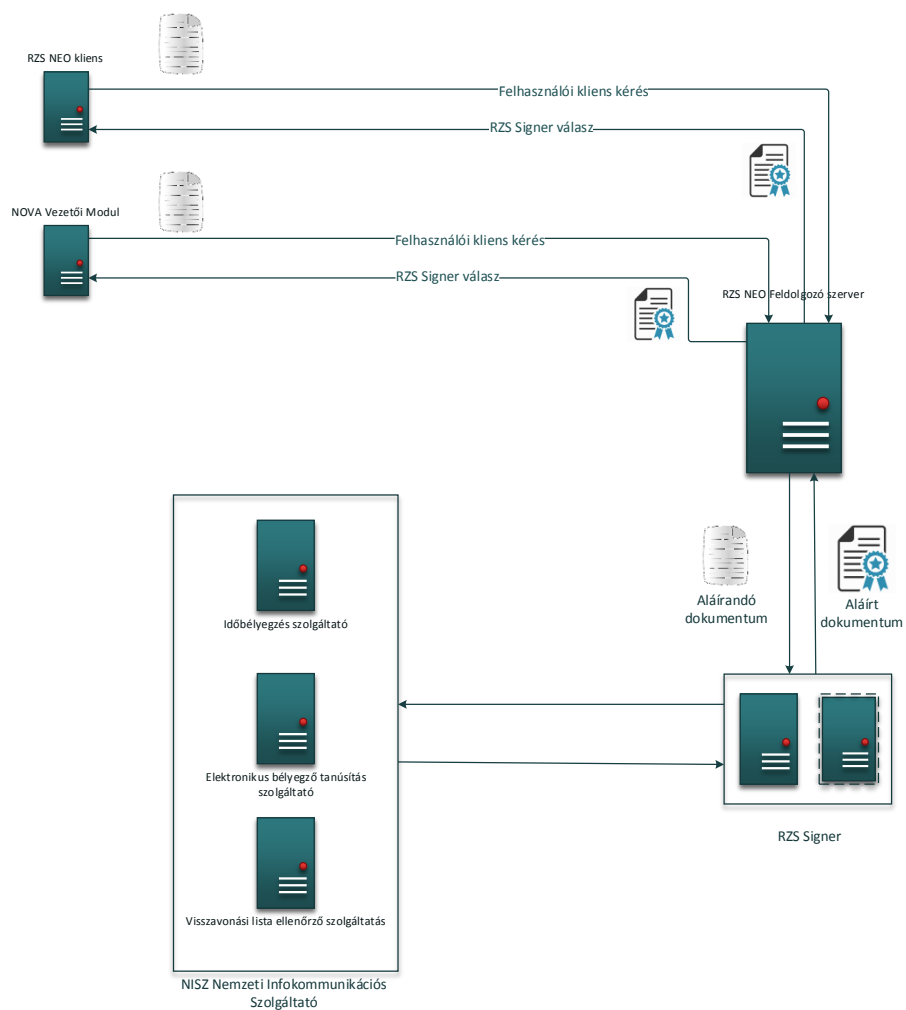 RZS NEO kliens
Felhasználói kliens kérés
RZS Signer válasz
NOVA Vezetői Modul
Felhasználói kliens kérés
RZS Signer válasz
RZS NEO Feldolgozó szerver
Aláírandó
dokumentum
Aláírt
dokumentum
Időbélyegzés szolgáltató
Elektronikus bélyegző tanúsítás
szolgáltató
Visszavonási lista ellenőrző szolgáltatás
RZS Signer
NISZ Nemzeti Infokommunikációs
Szolgáltató